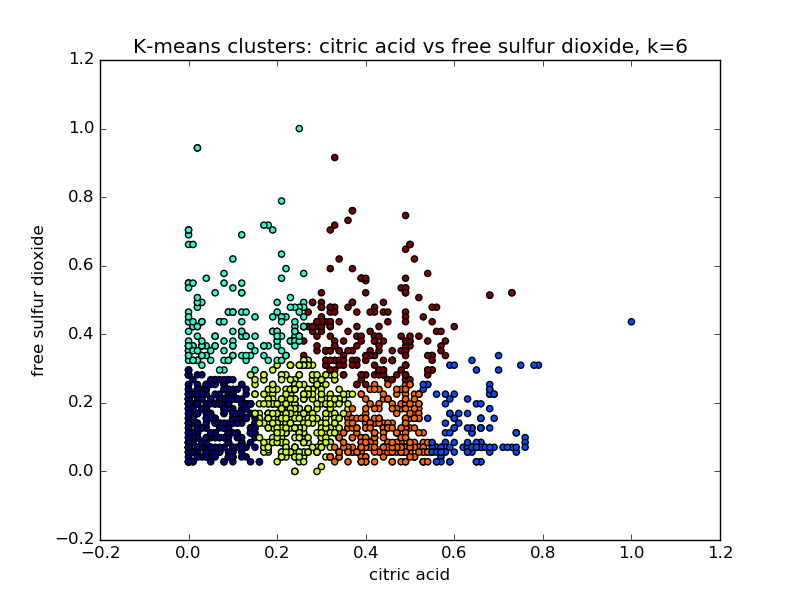 K-means clusters: citric acid vs free sulfur dioxide, k=6
1.2
1.0
0.8
0.6
0.4
0.2
0.0
−0.2
free sulfur dioxide
−0.2 0.0 0.2 0.4 0.6 0.8 1.0 1.2
citric acid